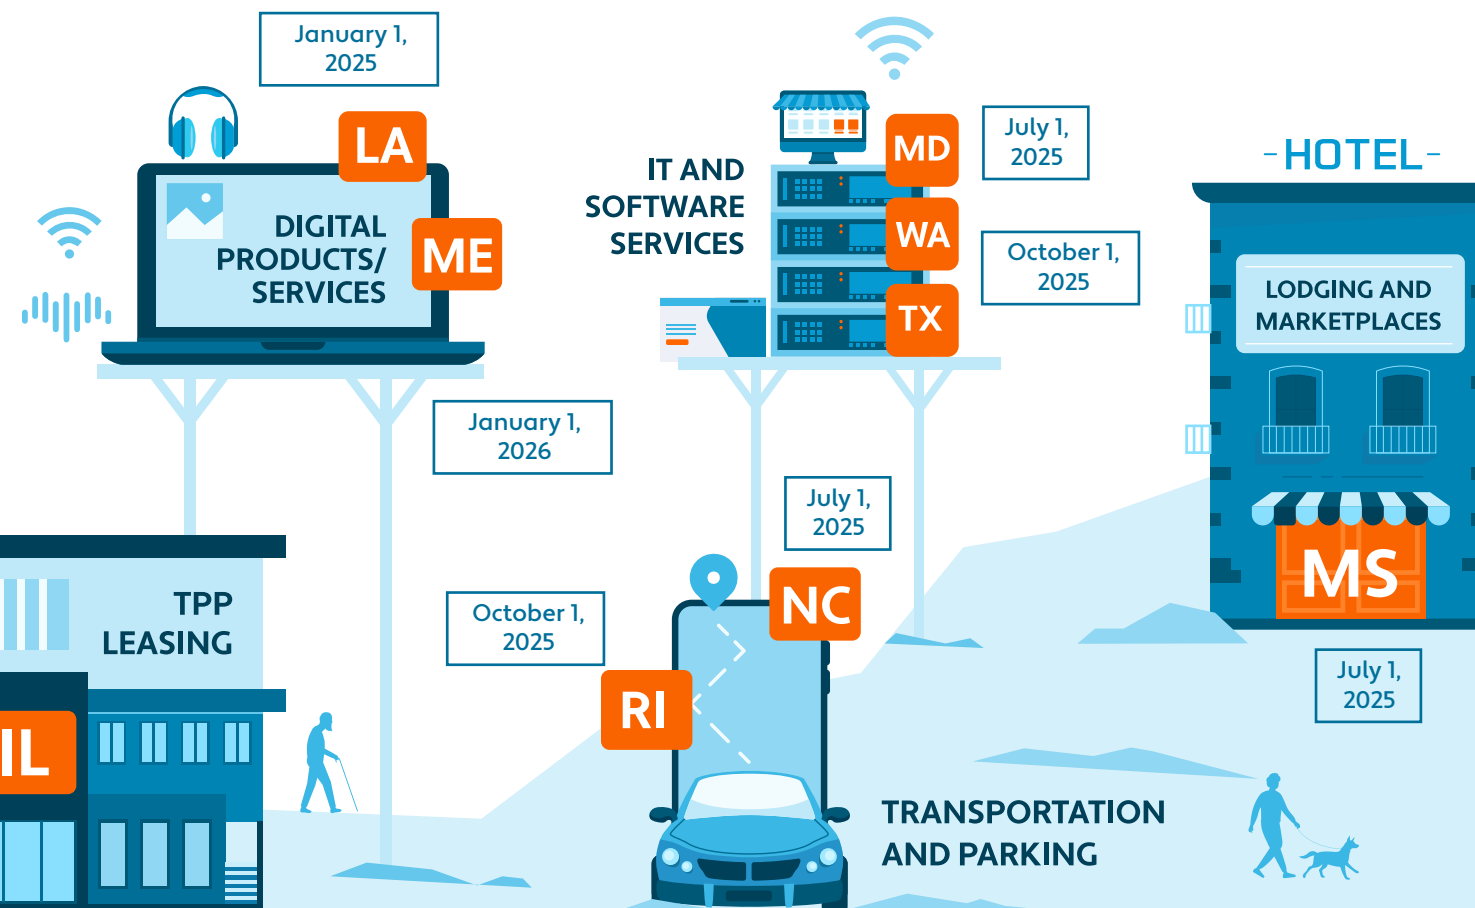 January 1,
2025
LA
DIGITAL
PRODUCTS/
SERVICES
ME
January 1,
2026
IT AND
SOFTWARE
SERVICES
MD
July 1,
2025
WA
October 1,
2025
TX
-HOTEL-
LODGING AND
MARKETPLACES
MS
July 1,
2025
TPP
LEASING
IL
July 1,
2025
NC
October 1,
2025
RI
TRANSPORTATION
AND PARKING